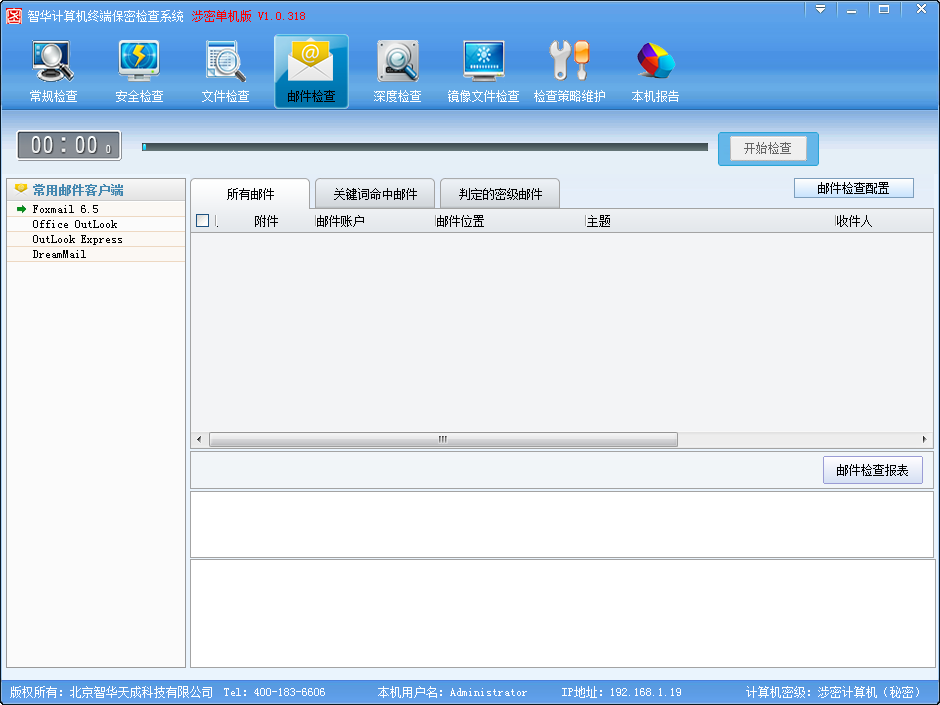 智华计算机终端保密检查系统 涉密单机版 V1.0.318
常规检查 安全检查 文件检查 邮件检查 深度检查 镜像文件检查 检查策略维护 本机报告
00:00 0 开始检查
常用邮件客户端
Foxmail 6.5
Office OutLook
OutLook Express
DreamMail
所有邮件 关键词命中邮件 判定的密级邮件 邮件检查配置
附件 邮件账户 邮件位置 主题 收件人
邮件检查报表
版权所有: 北京智华天成科技有限公司 Tel: 400-183-6606 本机用户名: Administrator IP地址: 192.168.1.19 计算机密级: 涉密计算机(秘密)